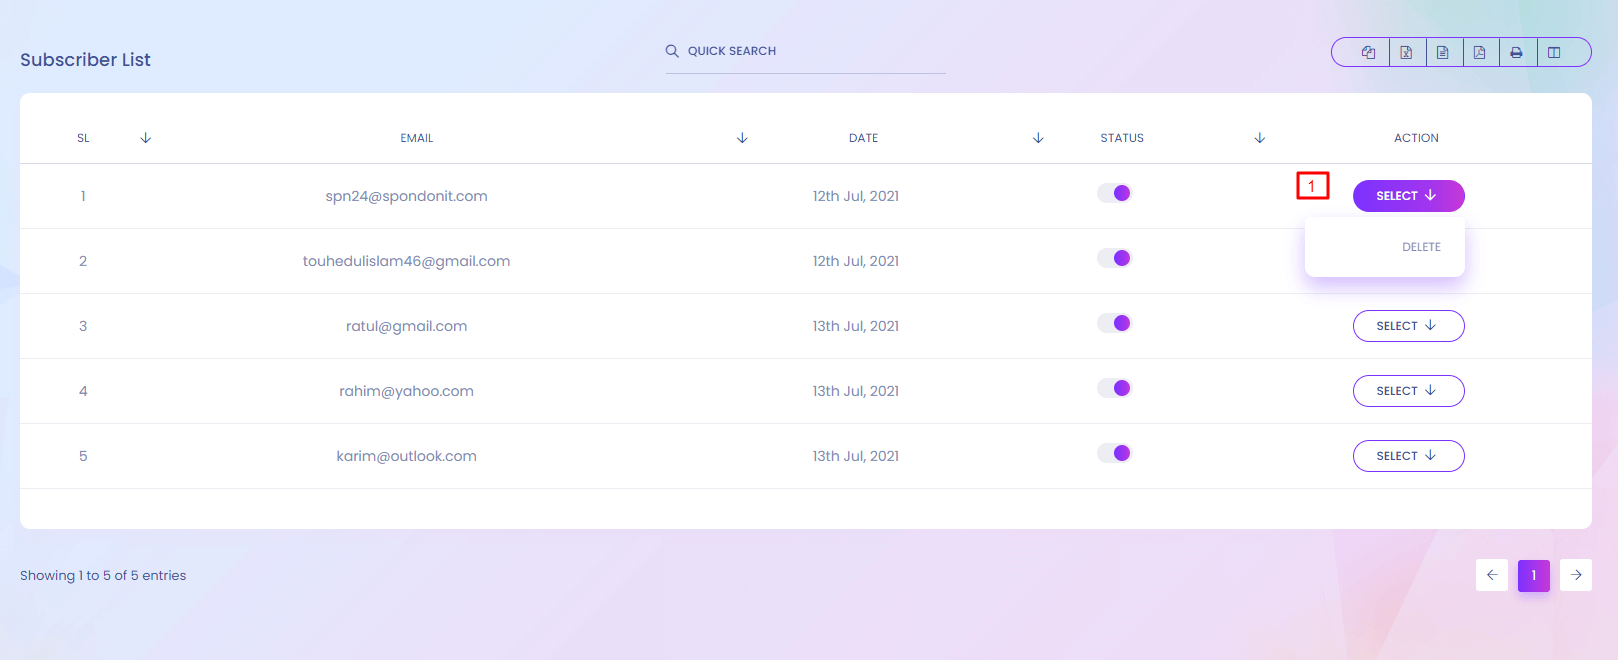 Subscriber List
QUICK SEARCH
SL EMAIL DATE STATUS ACTION
1 spn24@spondonit.com 12th Jul, 2021 1 SELECT
DELETE
2 touhedulislam46@gmail.com 12th Jul, 2021
3 ratul@gmail.com 13th Jul, 2021 SELECT
4 rahim@yahoo.com 13th Jul, 2021 SELECT
5 karim@outlook.com 13th Jul, 2021 SELECT
Showing 1 to 5 of 5 entries
1